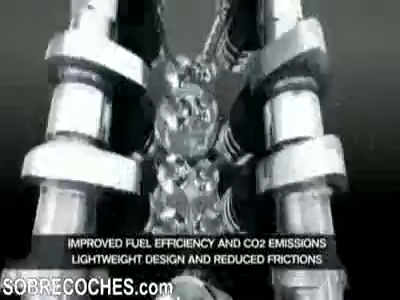 IMPROVED FUEL EFFICIENCY AND CO2 EMISSIONS
LIGHTWEIGHT DESIGN AND REDUCED FRICTIONS
SOBRECOCHES.com